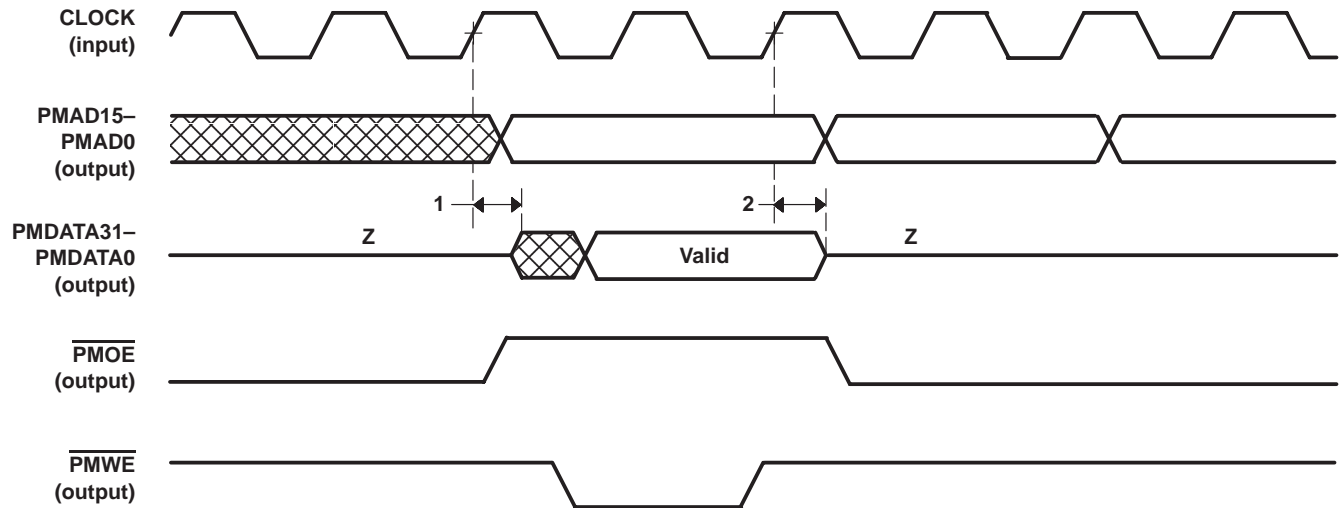 CLOCK
(input)
PMAD15–
PMAD0
(output)
1
2
PMDATA31–
PMDATA0
(output)
Z
Valid
Z
PMOE
(output)
PMWE
(output)